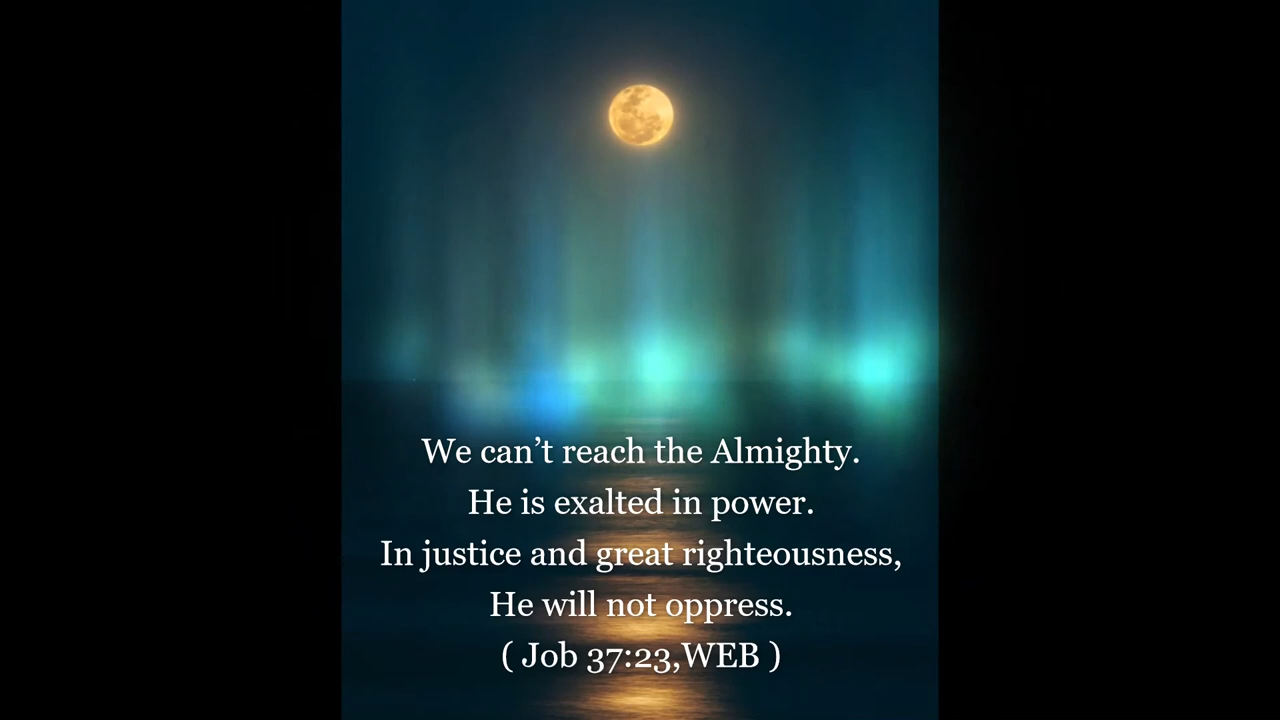 We can’t reach the Almighty.
He is exalted in power.
In justice and great righteousness,
He will not oppress.
( Job 37:23,WEB )